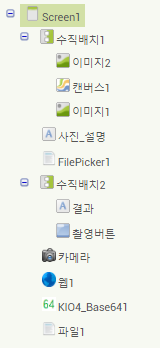 Screen1
수직배치1
이미지2
캔버스1
이미지1
A 사진_설명
FilePicker1
수직배치2
A 결과
촬영버튼
카메라
웹1
64 KIO4_Base641
파일1